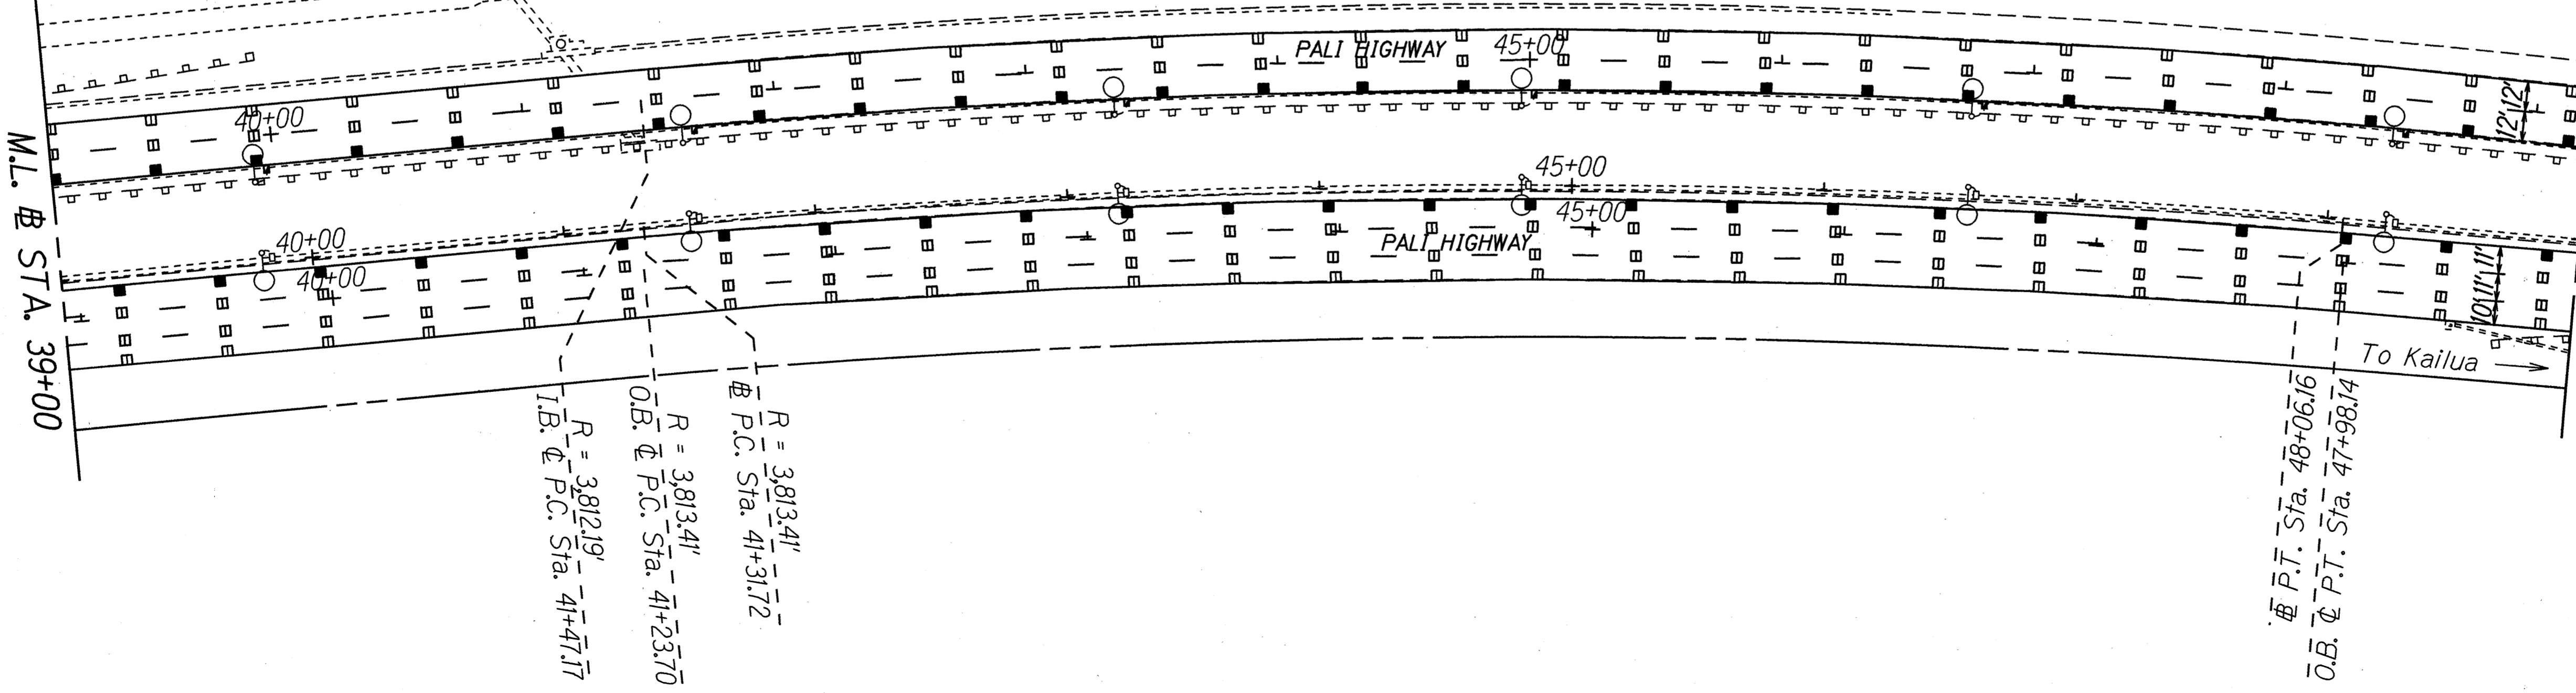 PALI HIGHWAY
45+00
40+00
12' 12'
45+00
45+00
PALI HIGHWAY
40+00
40+00
10' 11' 11'
To Kailua
M.L. ⅊ STA. 39+00
R = 3,812.19'
I.B. ₵ P.C. Sta. 41+47.17
R = 3,813.41'
O.B. ₵ P.C. Sta. 41+23.70
R = 3,813.41'
⅊ P.C. Sta. 41+31.72
⅊ P.T. Sta. 48+06.16
O.B. ₵ P.T. Sta. 47+98.14